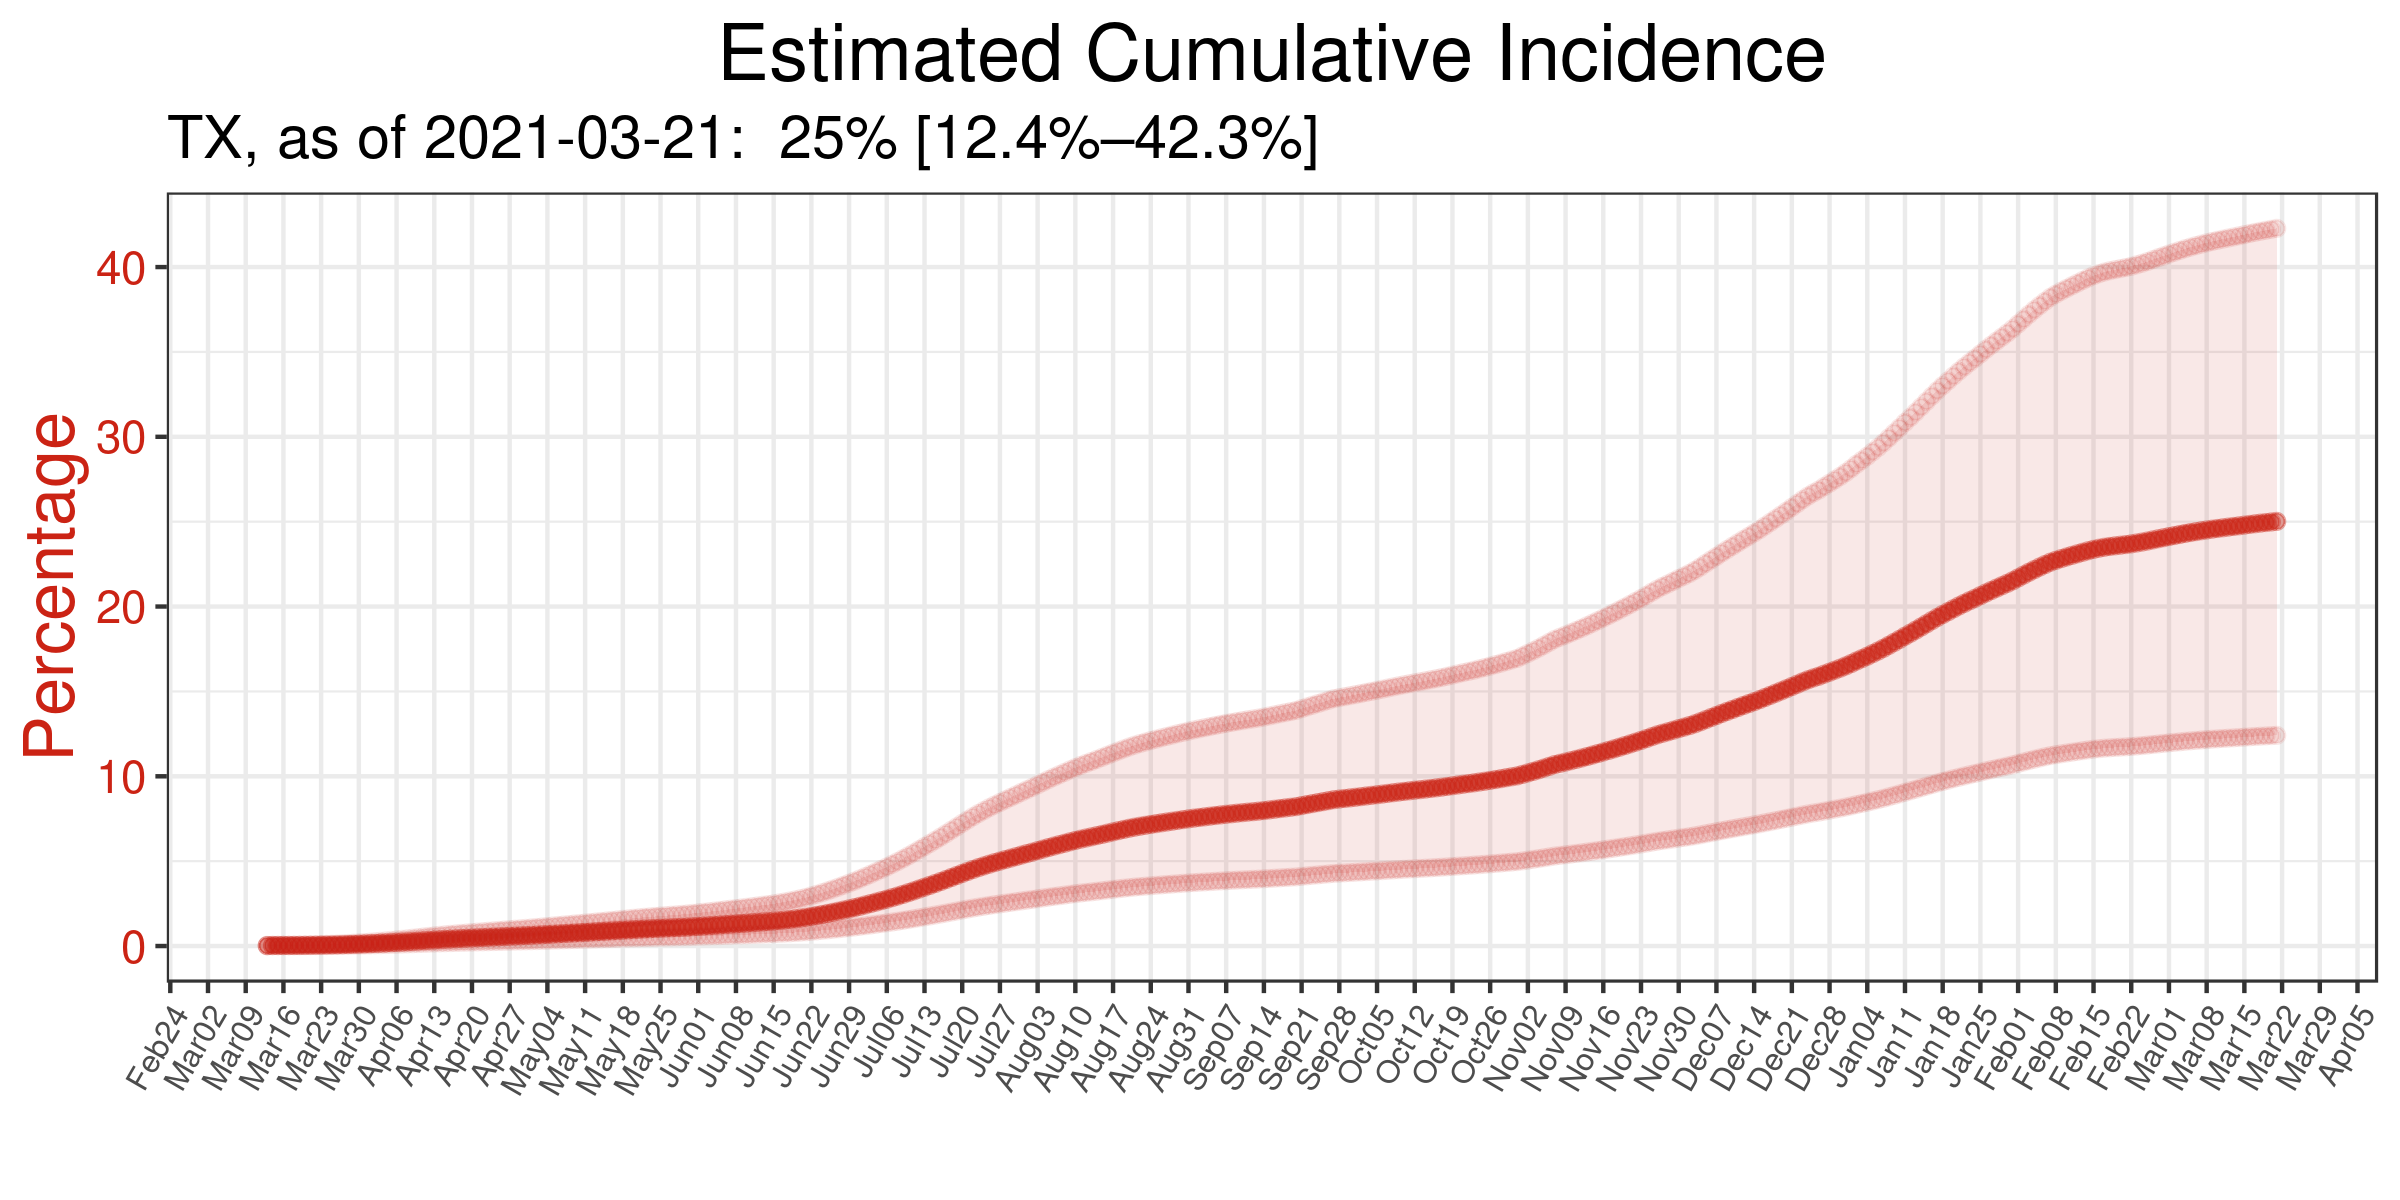 Estimated Cumulative Incidence
TX, as of 2021-03-21:  25% [12.4%–42.3%]
Percentage
40
30
20
10
0
Feb24
Mar02
Mar09
Mar16
Mar23
Mar30
Apr06
Apr13
Apr20
Apr27
May04
May11
May18
May25
Jun01
Jun08
Jun15
Jun22
Jun29
Jul06
Jul13
Jul20
Jul27
Aug03
Aug10
Aug17
Aug24
Aug31
Sep07
Sep14
Sep21
Sep28
Oct05
Oct12
Oct19
Oct26
Nov02
Nov09
Nov16
Nov23
Nov30
Dec07
Dec14
Dec21
Dec28
Jan04
Jan11
Jan18
Jan25
Feb01
Feb08
Feb15
Feb22
Mar01
Mar08
Mar15
Mar22
Mar29
Apr05